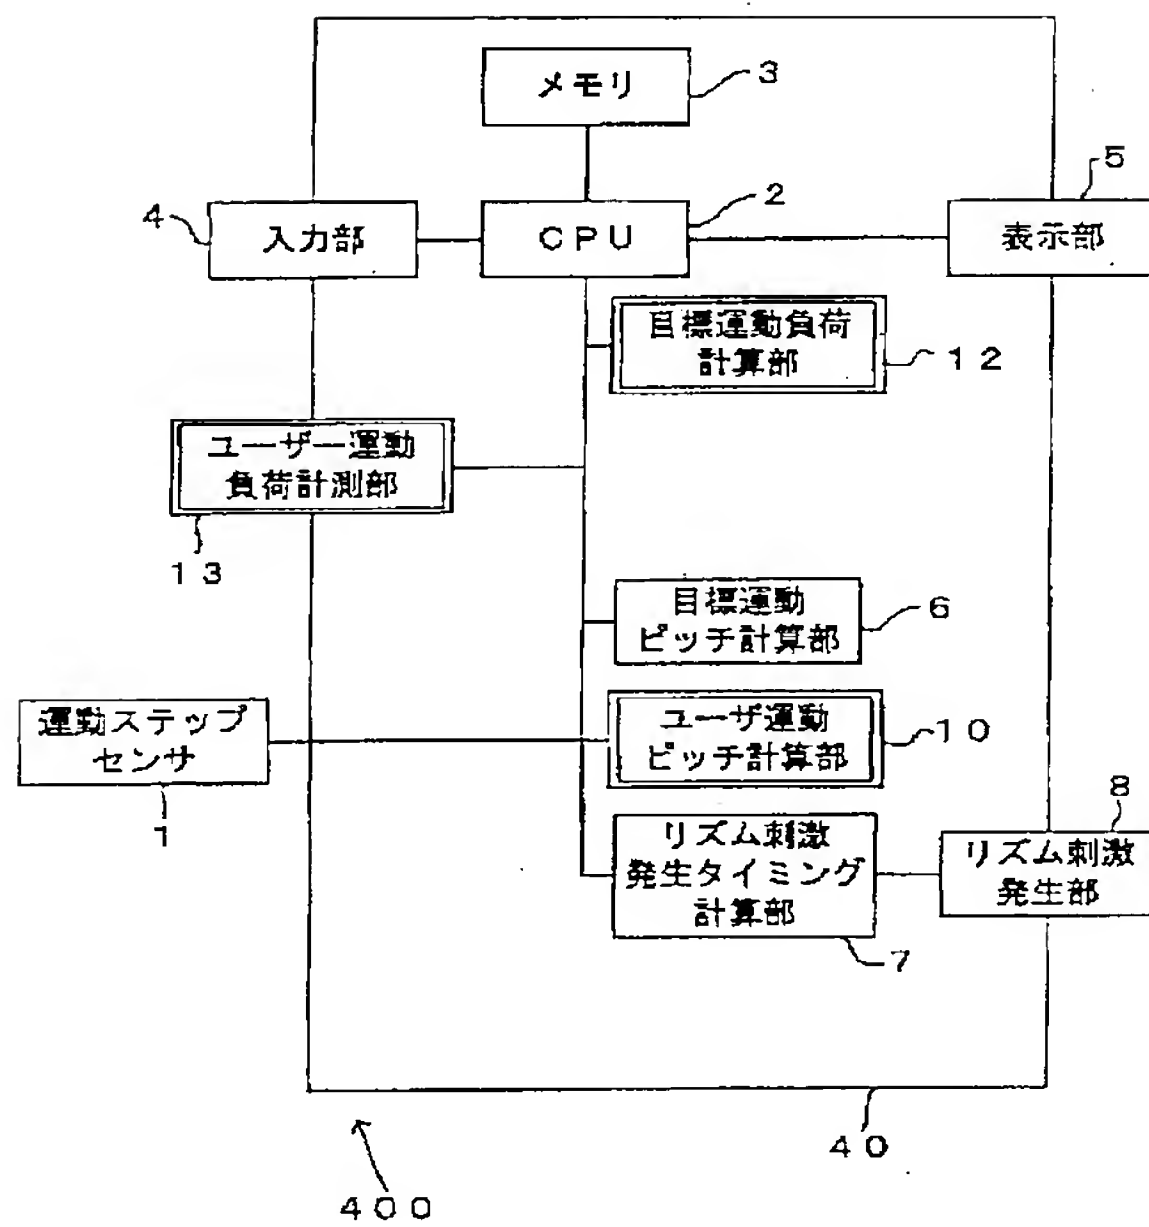 メモリ
3
5
2
4
入力部
CPU
表示部
目標運動負荷
計算部
12
ユーザー運動
負荷計測部
13
目標運動
ピッチ計算部
6
運動ステップ
センサ
1
ユーザ運動
ピッチ計算部
10
リズム刺激
発生タイミング
計算部
7
8
リズム刺激
発生部
40
400